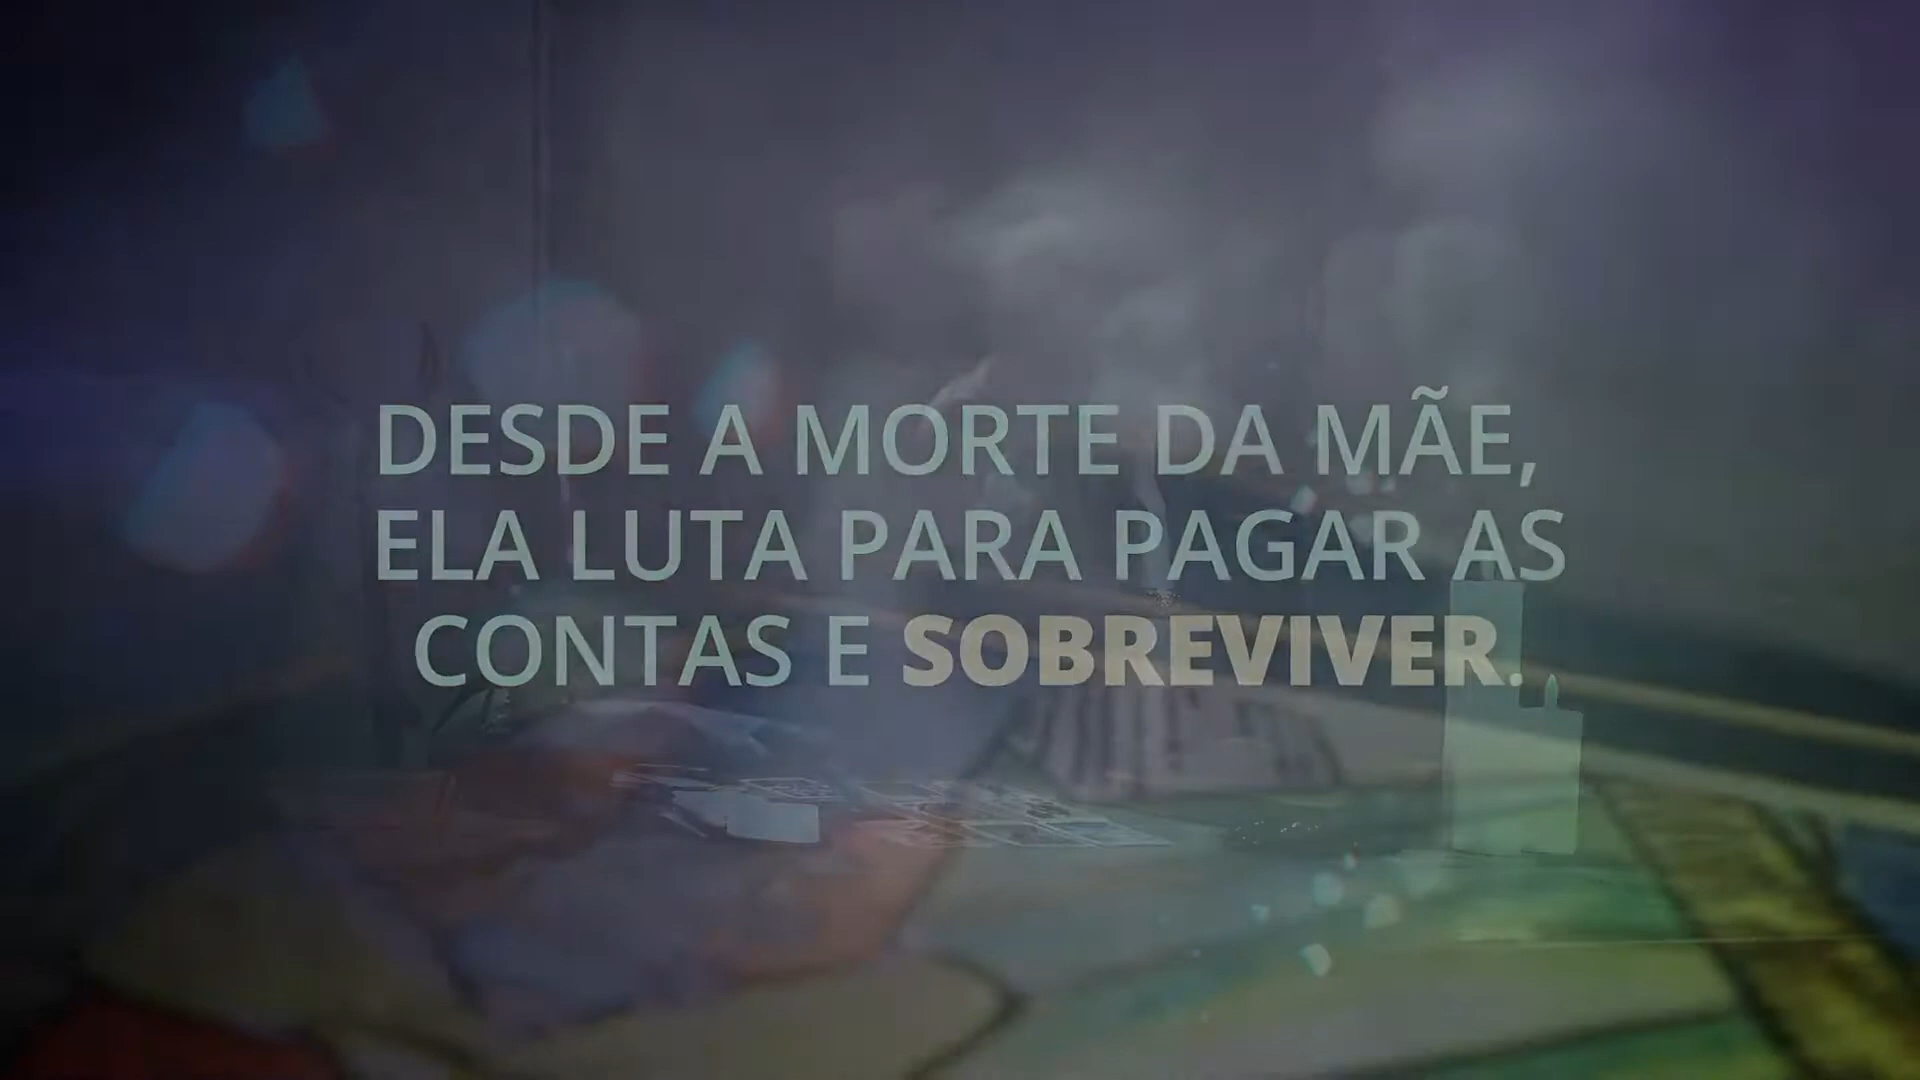 DESDE A MORTE DA MÃE,
ELA LUTA PARA PAGAR AS
CONTAS E SOBREVIVER.